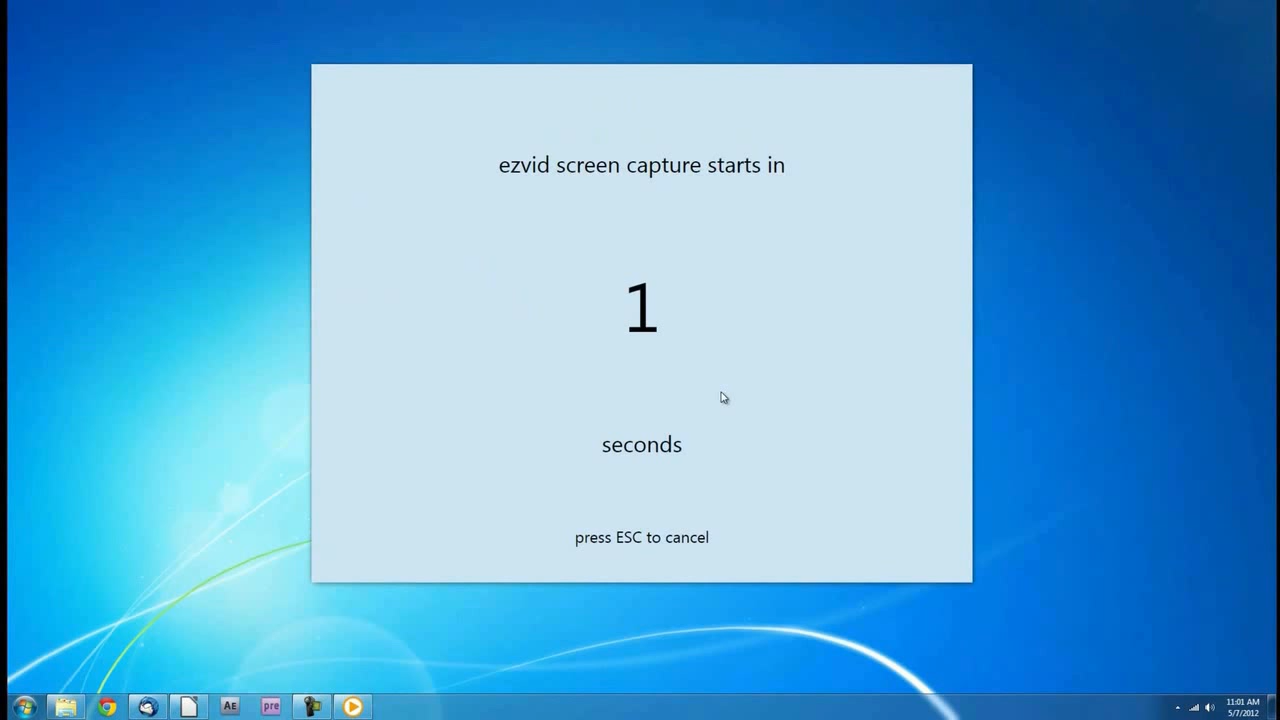 ezvid screen capture starts in
1
seconds
press ESC to cancel
AE
pre
11:01 AM
5/7/2012